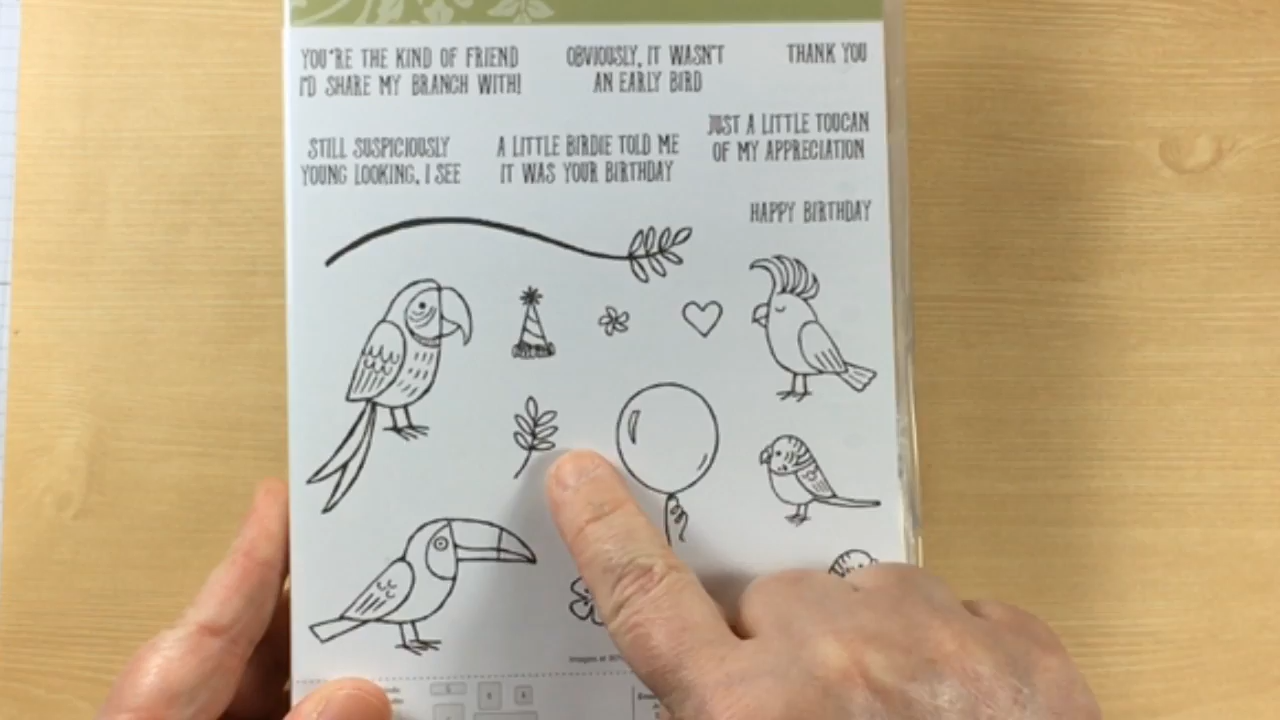 YOU'RE THE KIND OF FRIEND
I'D SHARE MY BRANCH WITH!
OBVIOUSLY, IT WASN'T
AN EARLY BIRD
THANK YOU
STILL SUSPICIOUSLY
YOUNG LOOKING, I SEE
A LITTLE BIRDIE TOLD ME
IT WAS YOUR BIRTHDAY
JUST A LITTLE TOUCAN
OF MY APPRECIATION
HAPPY BIRTHDAY
Images at